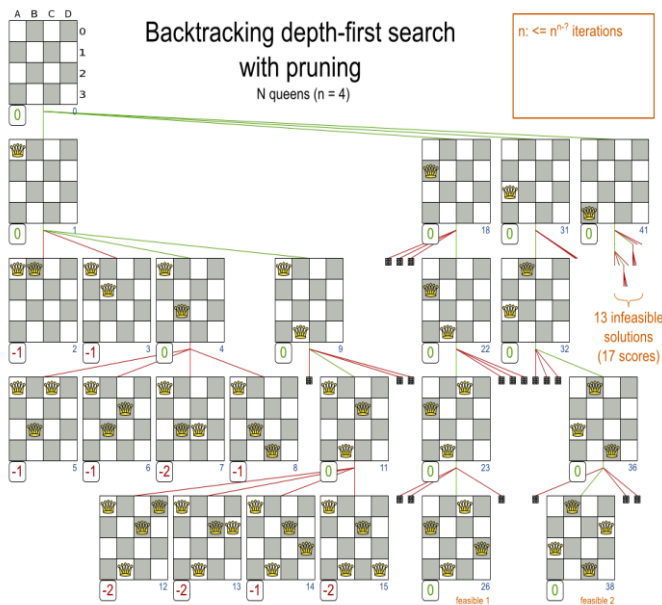 A B C D
Backtracking depth-first search
with pruning
N queens (n = 4)
n: <= n^n-? iterations
0
1
2
3
0
0
0 1
0 18
0 31
0 41
-1 2
-1 3
0 4
0 9
0 22
0 32
13 infeasible
solutions
(17 scores)
-1 5
-1 6
-2 7
-1 8
0 11
0 23
0 36
-2 12
-2 13
-1 14
-2 15
0 26
0 38
feasible 1
feasible 2